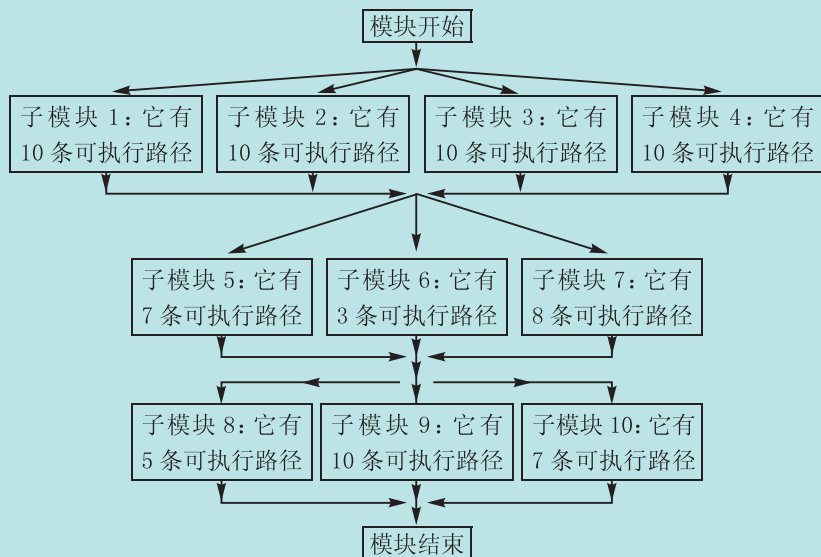 模块开始
子模块 1：它有
10 条可执行路径
子模块 2：它有
10 条可执行路径
子模块 3：它有
10 条可执行路径
子模块 4：它有
10 条可执行路径
子模块 5：它有
7 条可执行路径
子模块 6：它有
3 条可执行路径
子模块 7：它有
8 条可执行路径
子模块 8：它有
5 条可执行路径
子模块 9：它有
10 条可执行路径
子模块 10：它有
7 条可执行路径
模块结束